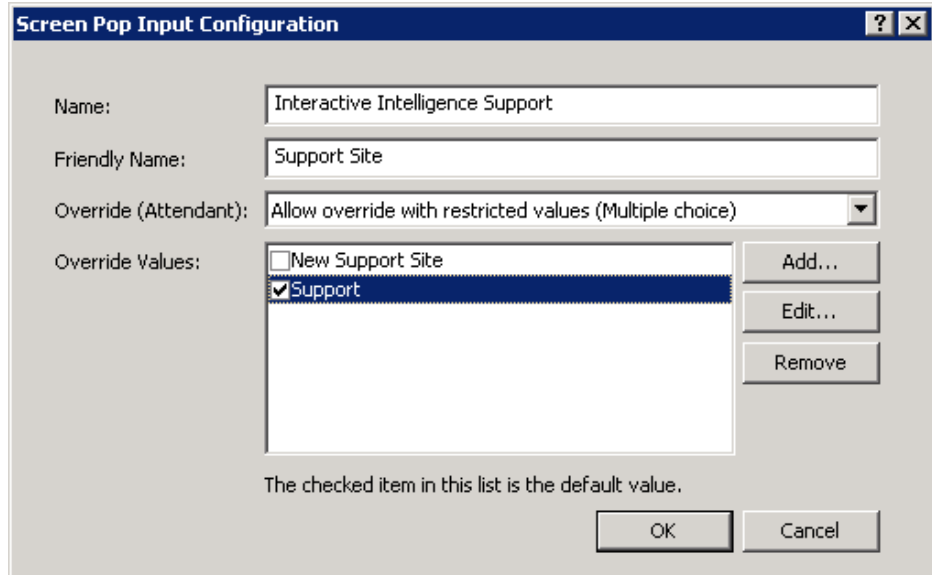 Screen Pop Input Configuration
Name: Interactive Intelligence Support
Friendly Name: Support Site
Override (Attendant): Allow override with restricted values (Multiple choice)
Override Values: New Support Site Add...
Support
Edit...
Remove
The checked item in this list is the default value.
OK Cancel